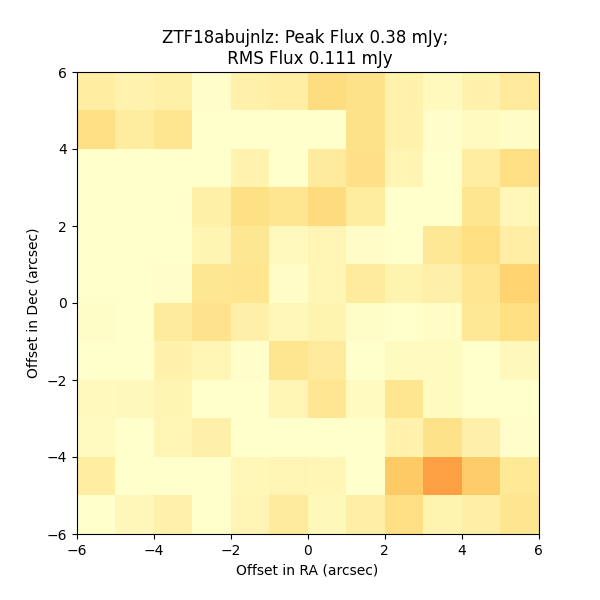 ZTF18abujnlz: Peak Flux 0.38 mJy;
RMS Flux 0.111 mJy
6
4
2
0
−2
−4
−6
Offset in Dec (arcsec)
−6 −4 −2 0 2 4 6
Offset in RA (arcsec)